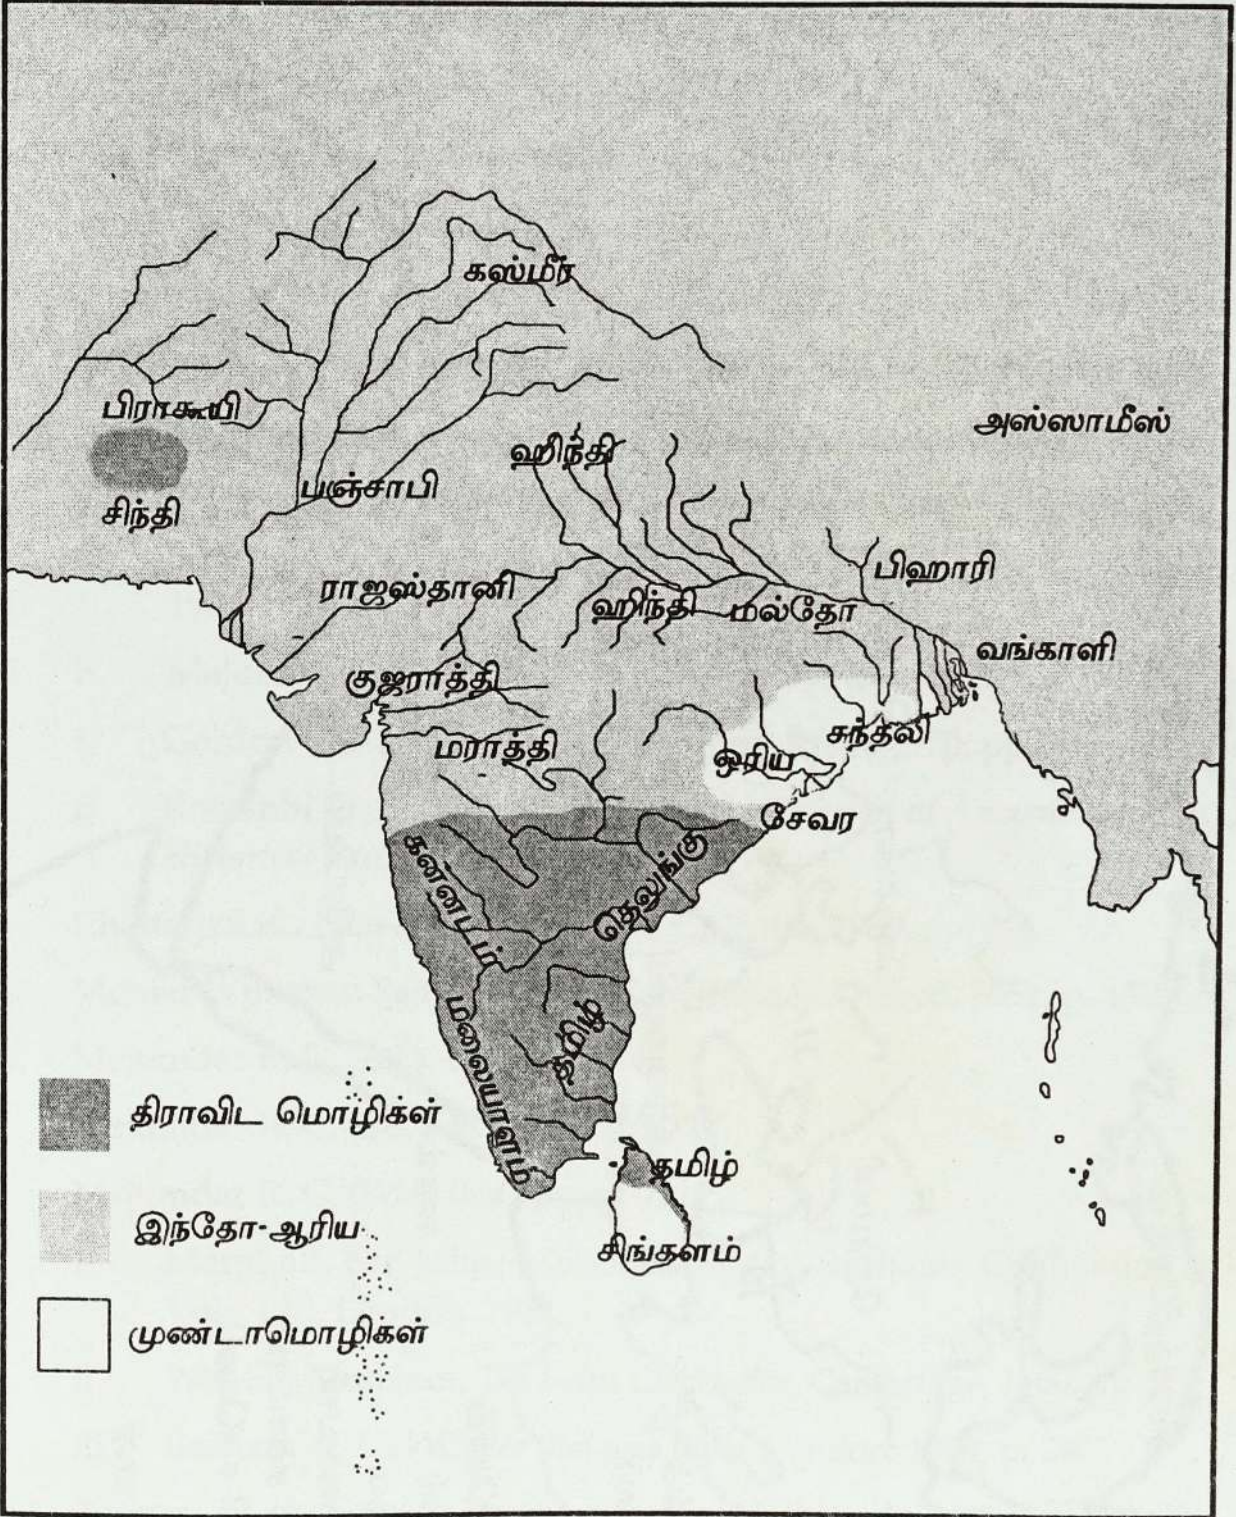 கஸ்மீர்
பிராகூயி
அஸ்ஸாமீஸ்
ஹிந்தி
பஞ்சாபி
சிந்தி
பிஹாரி
ராஜஸ்தானி
ஹிந்தி
மல்தோ
வங்காளி
குஜரார்த்தி
சந்தலி
மராத்தி
ஒரிய
சேவர
கன்னடம்
தெலுங்கு
மலையாளம்
தமிழ்
திராவிட மொழிக்ள்
தமிழ்
இந்தோ-ஆரிய
சிங்களம்
முண்டாமொழிகள்